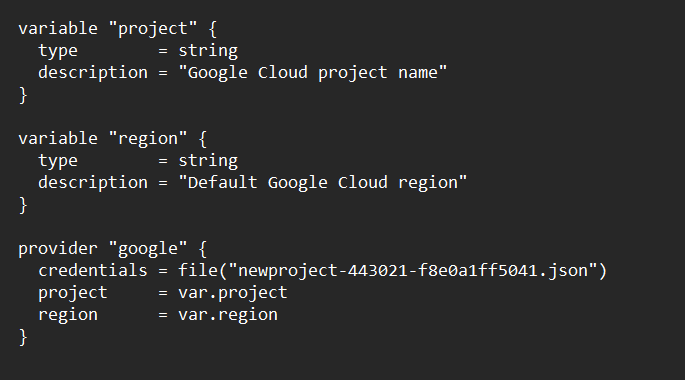 variable "project" {
  type        = string
  description = "Google Cloud project name"
}
variable "region" {
  type        = string
  description = "Default Google Cloud region"
}
provider "google" {
  credentials = file("newproject-443021-f8e0a1ff5041.json")
  project     = var.project
  region      = var.region
}